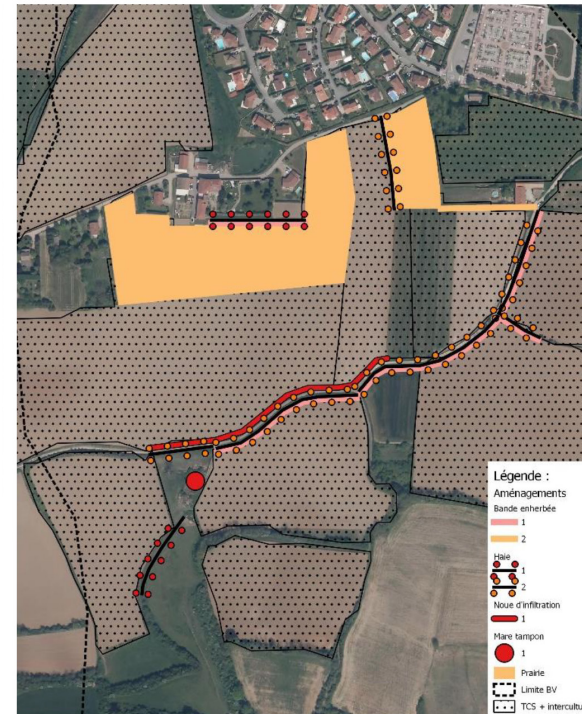 Légende :
Aménagements
Bande enherbée
1
2
Haie
1
2
Noue d'infiltration
1
Mare tampon
1
Prairie
Limite BV
TCS + intercultu